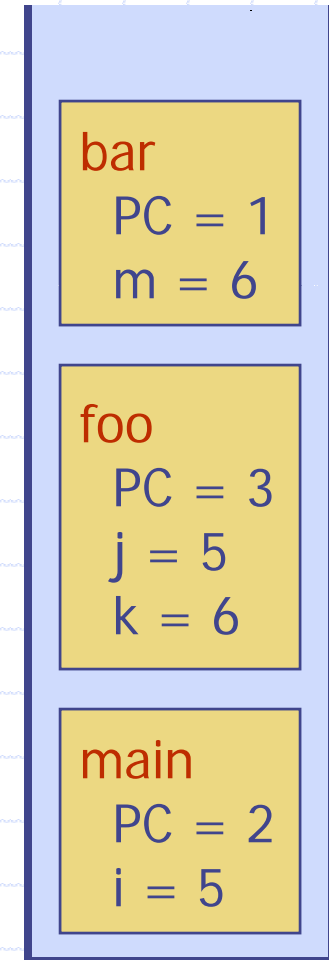 bar
PC = 1
m = 6
foo
PC = 3
j = 5
k = 6
main
PC = 2
i = 5